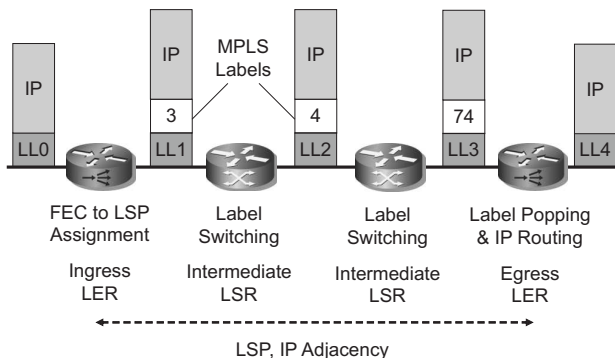 IP
LL0
IP
3
LL1
MPLS
Labels
IP
4
LL2
IP
74
LL3
IP
LL4
FEC to LSP
Assignment
Label
Switching
Label
Switching
Label Popping
& IP Routing
Ingress
LER
Intermediate
LSR
Intermediate
LSR
Egress
LER
LSP, IP Adjacency